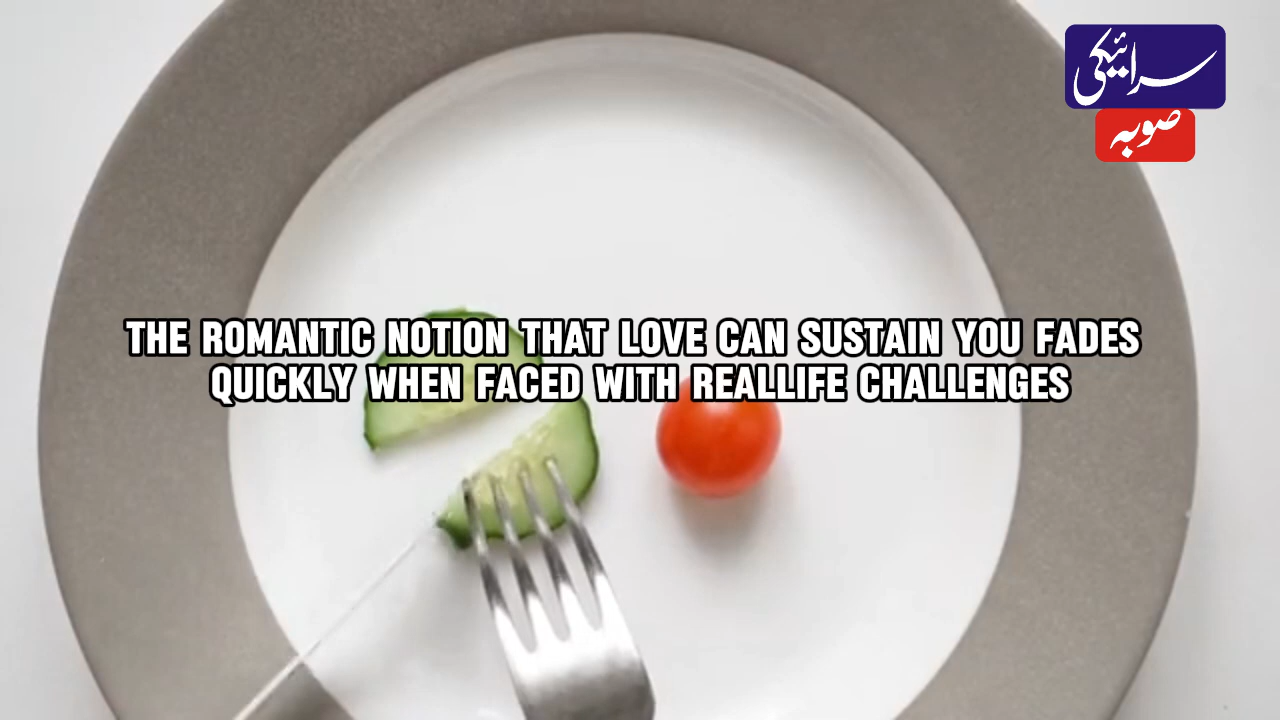 سرائیکی
صوبہ
THE ROMANTIC NOTION THAT LOVE CAN SUSTAIN YOU FADES
QUICKLY WHEN FACED WITH REALLIFE CHALLENGES